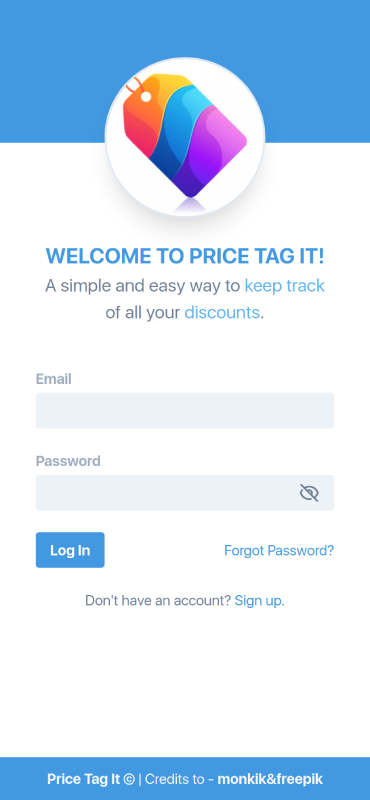 WELCOME TO PRICE TAG IT!
A simple and easy way to keep track
of all your discounts.
Email
Password
Log In
Forgot Password?
Don't have an account? Sign up.
Price Tag It © | Credits to - monkik&freepik